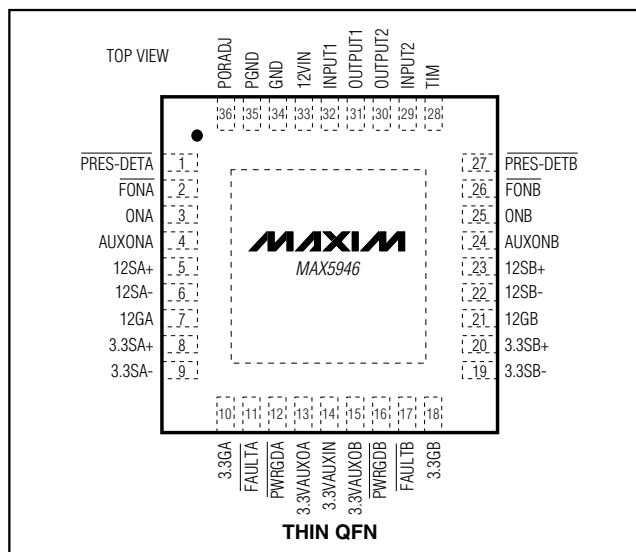 TOP VIEW
PORADJ
PGND
GND
12VIN
INPUT1
OUTPUT1
OUTPUT2
INPUT2
TIM
36
35
34
33
32
31
30
29
28
PRES-DETA 1
FONA 2
ONA 3
AUXONA 4
12SA+ 5
12SA- 6
12GA 7
3.3SA+ 8
3.3SA- 9
MAXIM
MAX5946
27 PRES-DETB
26 FONB
25 ONB
24 AUXONB
23 12SB+
22 12SB-
21 12GB
20 3.3SB+
19 3.3SB-
10
11
12
13
14
15
16
17
18
3.3GA
FAULTA
PWRGDA
3.3VAUXOA
3.3VAUXIN
3.3VAUXOB
PWRGDB
FAULTB
3.3GB
THIN QFN